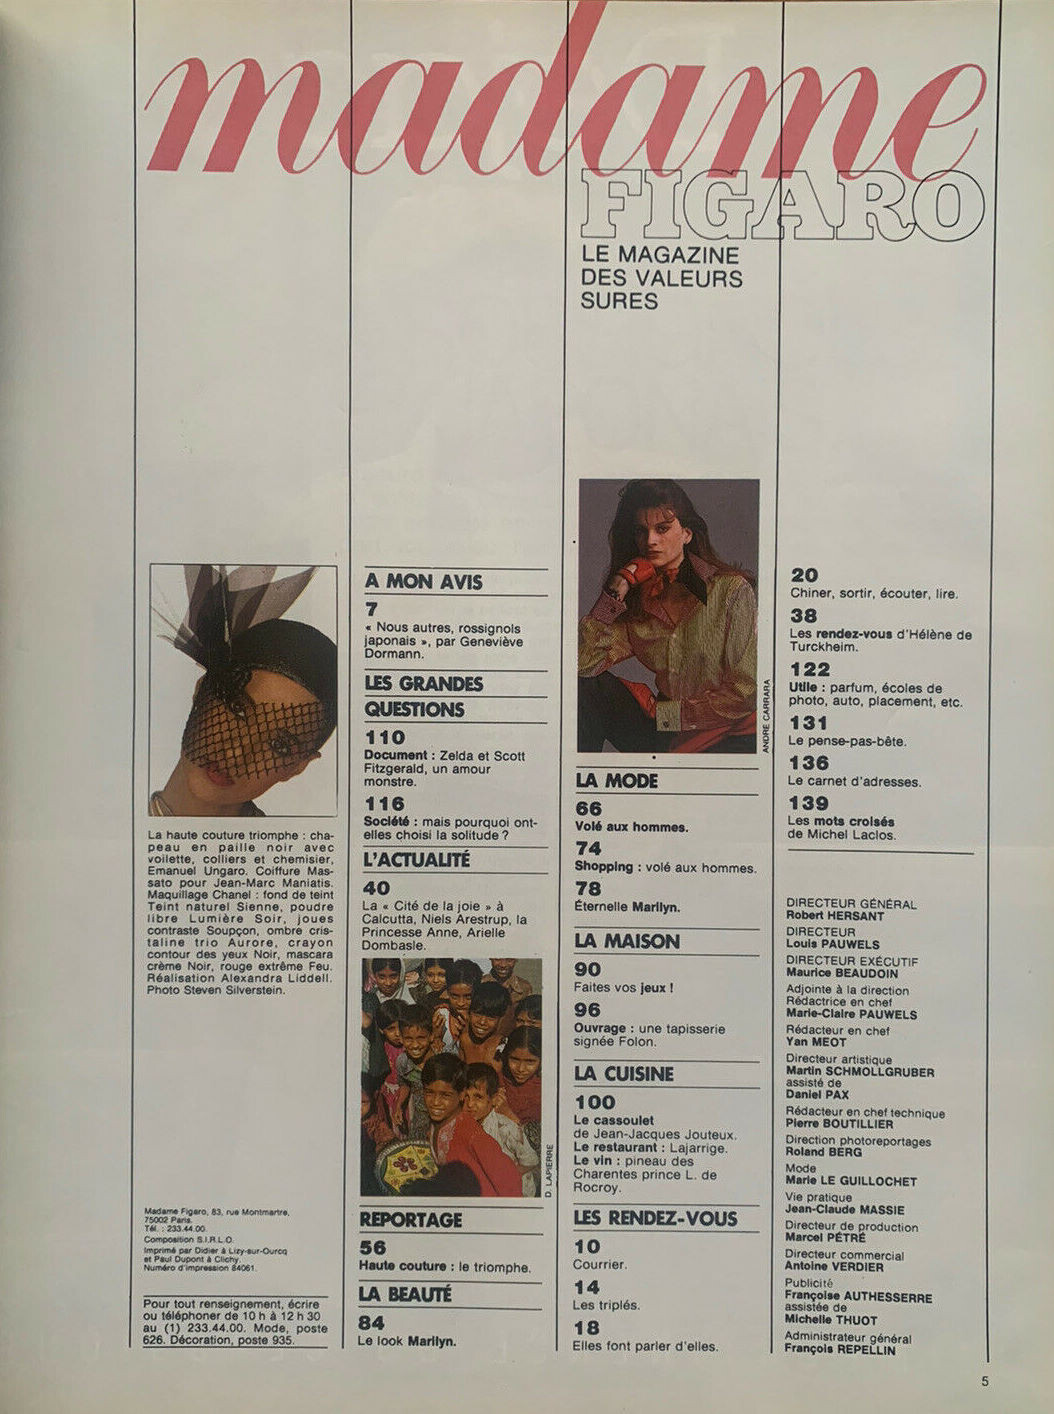 madame
FIGARO
LE MAGAZINE
DES VALEURS
SURES
La haute couture triomphe : cha-
peau en paille noir avec
voilette, colliers et chemisier,
Emanuel Ungaro. Coiffure Mas-
sato pour Jean-Marc Maniatis.
Maquillage Chanel : fond de teint
Teint naturel Sienne, poudre
libre Lumière Soir, joues
contraste Soupçon, ombre cris-
taline trio Aurore, crayon
contour des yeux Noir, mascara
crème Noir, rouge extrême Feu.
Réalisation Alexandra Liddell.
Photo Steven Silverstein.
Madame Figaro, 83, rue Montmartre,
75002 Paris.
Tél. : 233.44.00.
Composition S.I.R.L.O.
Imprimé par Didier à Lizy-sur-Ourcq
et Paul Dupont à Clichy.
Numéro d'impression 84061.
Pour tout renseignement, écrire
ou téléphoner de 10 h à 12 h 30
au (1) 233.44.00. Mode, poste
626. Décoration, poste 935.
A MON AVIS
7
« Nous autres, rossignols
japonais », par Geneviève
Dormann.
LES GRANDES
QUESTIONS
110
Document : Zelda et Scott
Fitzgerald, un amour
monstre.
116
Société : mais pourquoi ont-
elles choisi la solitude ?
L'ACTUALITÉ
40
La « Cité de la joie » à
Calcutta, Niels Arestrup, la
Princesse Anne, Arielle
Dombasle.
D. LAPIERRE
REPORTAGE
56
Haute couture : le triomphe.
LA BEAUTÉ
84
Le look Marilyn.
ANDRE CARRARA
LA MODE
66
Volé aux hommes.
74
Shopping : volé aux hommes.
78
Éternelle Marilyn.
LA MAISON
90
Faites vos jeux !
96
Ouvrage : une tapisserie
signée Folon.
LA CUISINE
100
Le cassoulet
de Jean-Jacques Jouteux.
Le restaurant : Lajarrige.
Le vin : pineau des
Charentes prince L. de
Rocroy.
LES RENDEZ-VOUS
10
Courrier.
14
Les triplés.
18
Elles font parler d'elles.
20
Chiner, sortir, écouter, lire.
38
Les rendez-vous d'Hélène de
Turckheim.
122
Utile : parfum, écoles de
photo, auto, placement, etc.
131
Le pense-pas-bête.
136
Le carnet d'adresses.
139
Les mots croisés
de Michel Laclos.
DIRECTEUR GÉNÉRAL
Robert HERSANT
DIRECTEUR
Louis PAUWELS
DIRECTEUR EXÉCUTIF
Maurice BEAUDOIN
Adjointe à la direction
Rédactrice en chef
Marie-Claire PAUWELS
Rédacteur en chef
Yan MEOT
Directeur artistique
Martin SCHMOLLGRUBER
assisté de
Daniel PAX
Rédacteur en chef technique
Pierre BOUTILLIER
Direction photoreportages
Roland BERG
Mode
Marie LE GUILLOCHET
Vie pratique
Jean-Claude MASSIE
Directeur de production
Marcel PÉTRÉ
Directeur commercial
Antoine VERDIER
Publicité
Françoise AUTHESSERRE
assistée de
Michelle THUOT
Administrateur général
François REPELLIN
5